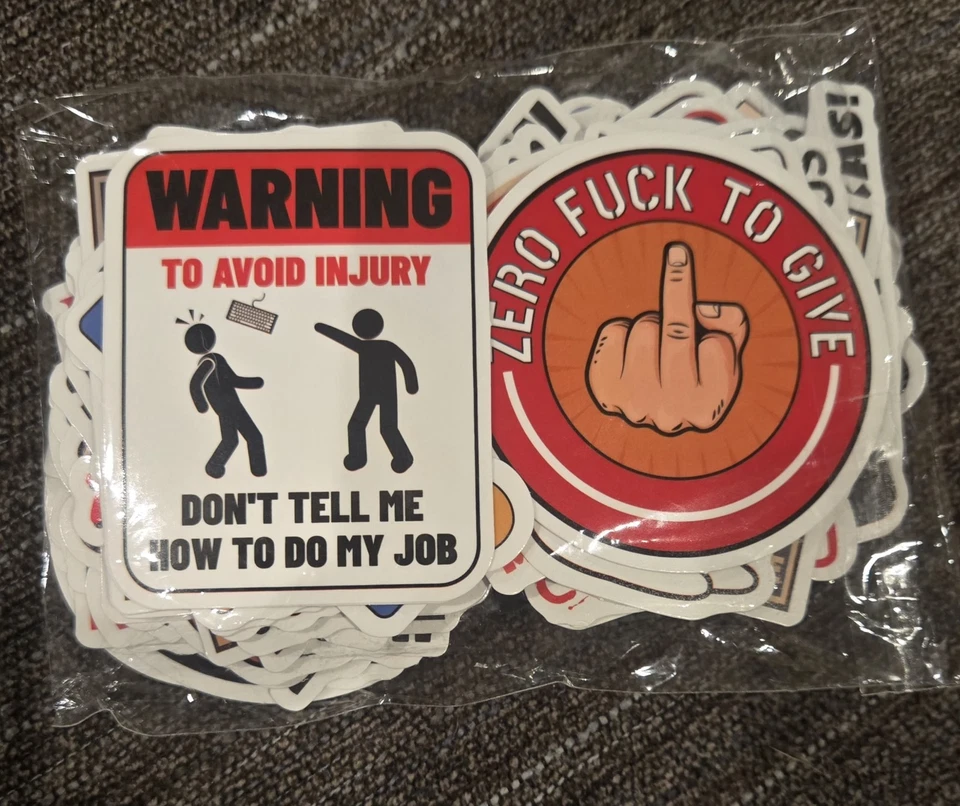 WARNING
TO AVOID INJURY
DON'T TELL ME
HOW TO DO MY JOB
ZERO FUCK TO GIVE